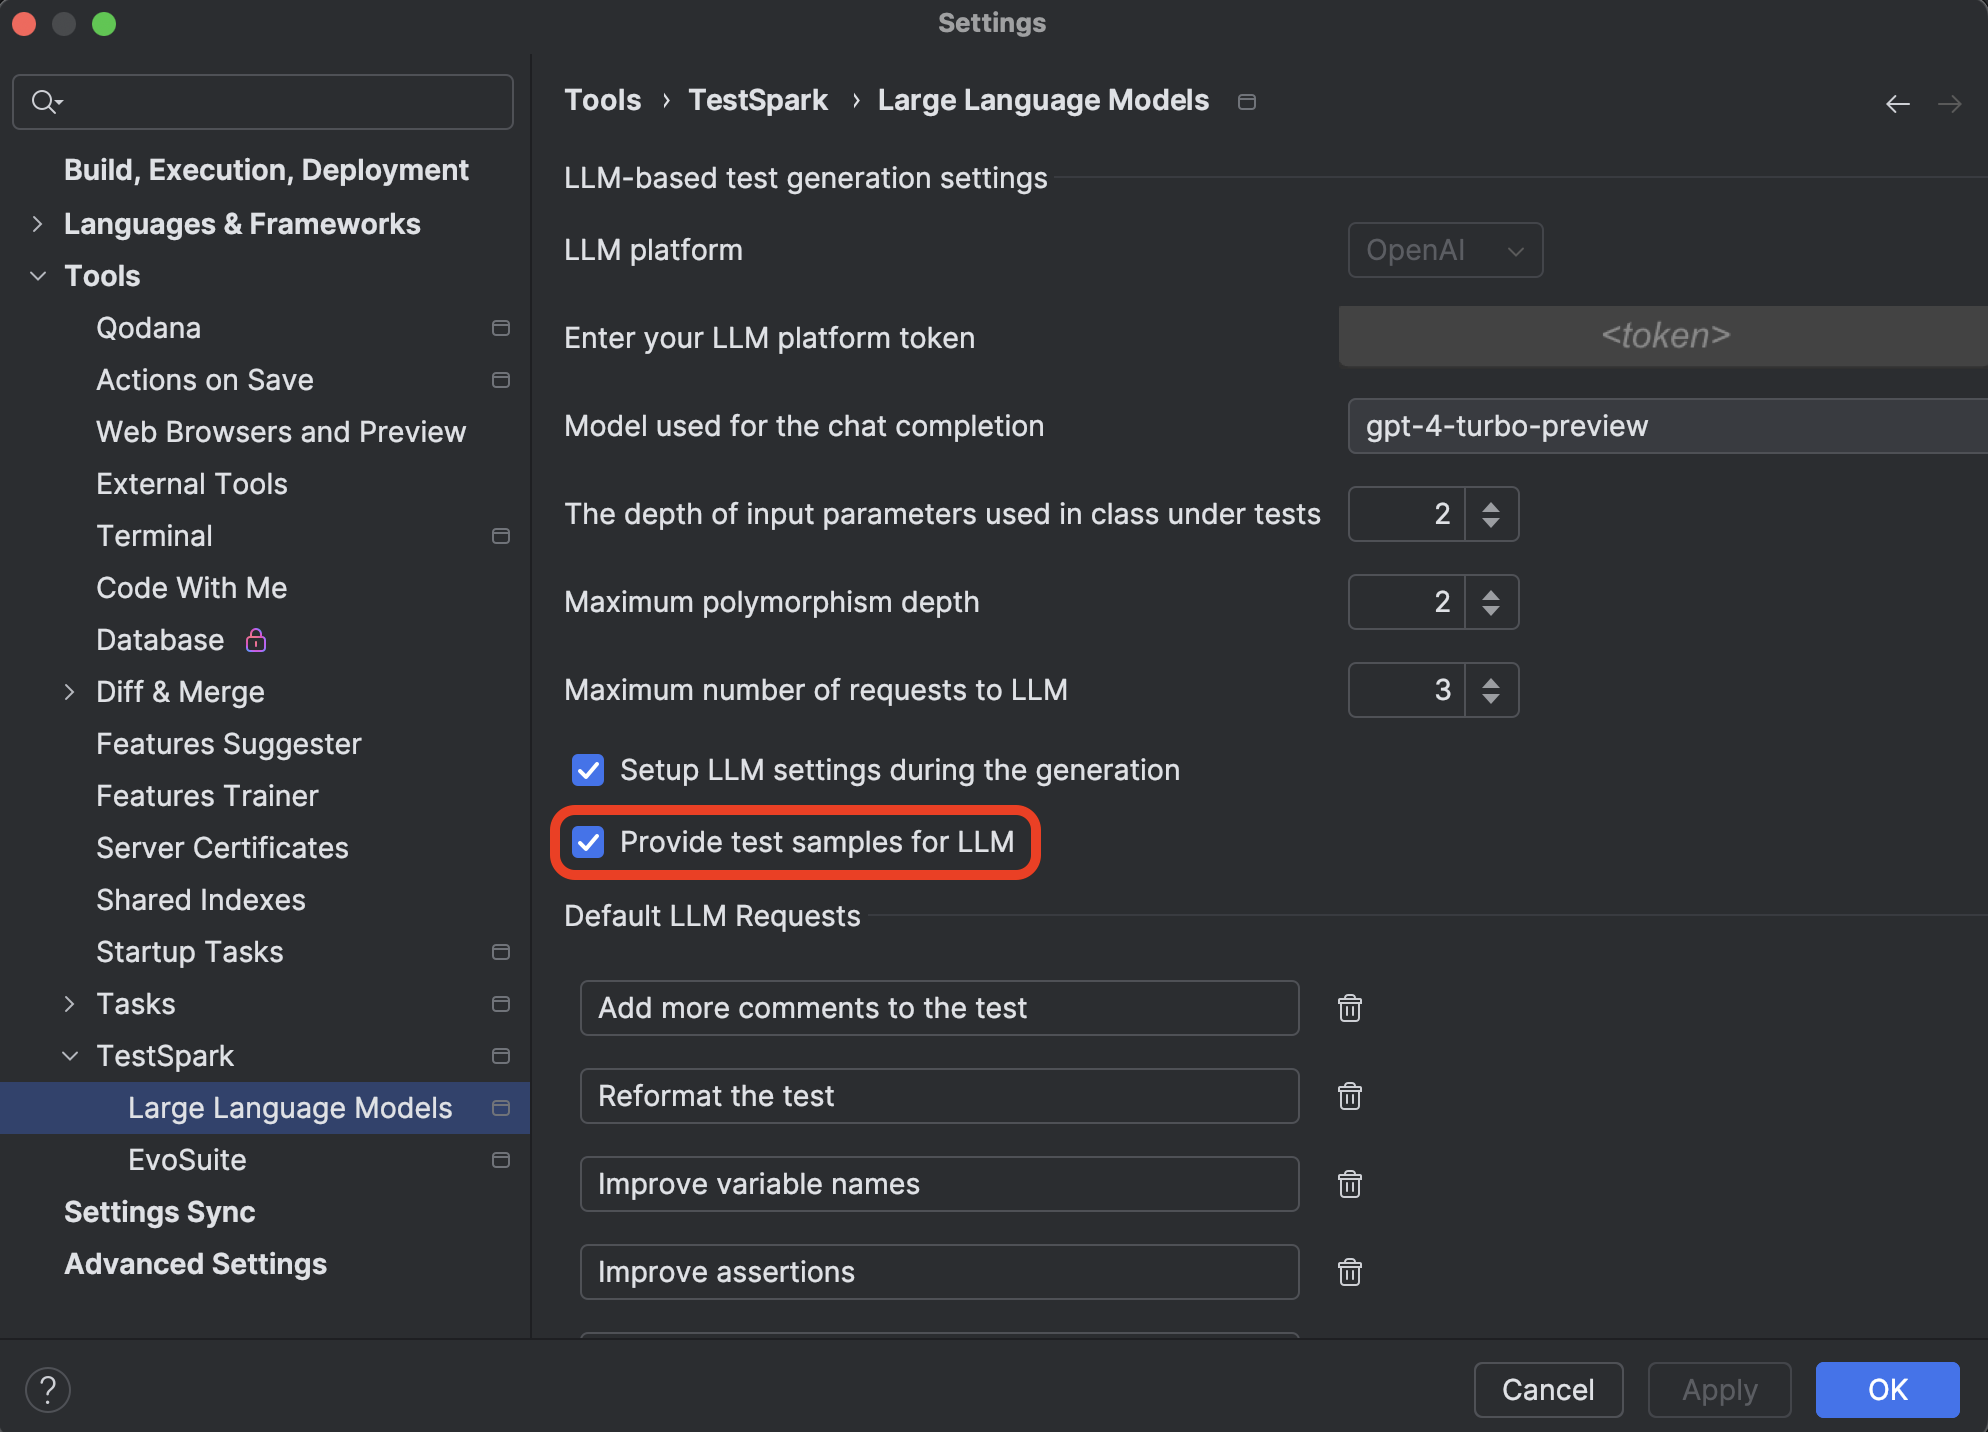 Settings
Build, Execution, Deployment
Languages & Frameworks
Tools
Qodana
Actions on Save
Web Browsers and Preview
External Tools
Terminal
Code With Me
Database
Diff & Merge
Features Suggester
Features Trainer
Server Certificates
Shared Indexes
Startup Tasks
Tasks
TestSpark
Large Language Models
EvoSuite
Settings Sync
Advanced Settings
Tools › TestSpark › Large Language Models
LLM-based test generation settings
LLM platform OpenAI
Enter your LLM platform token <token>
Model used for the chat completion gpt-4-turbo-preview
The depth of input parameters used in class under tests 2
Maximum polymorphism depth 2
Maximum number of requests to LLM 3
Setup LLM settings during the generation
Provide test samples for LLM
Default LLM Requests
Add more comments to the test
Reformat the test
Improve variable names
Improve assertions
? Cancel Apply OK